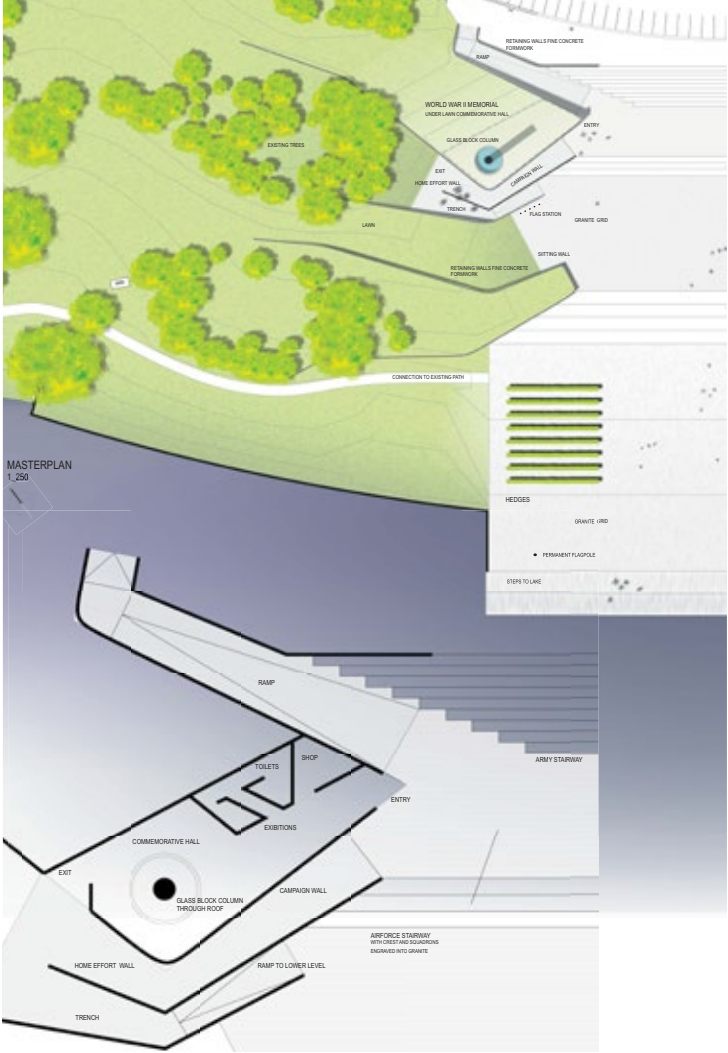 RETAINING WALLS FINE CONCRETE
FORMWORK
RAMP
WORLD WAR II MEMORIAL
UNDER LAWN COMMEMORATIVE HALL
ENTRY
GLASS BLOCK COLUMN
EXISTING TREES
EXIT
CAMPAIGN WALL
HOME EFFORT WALL
TRENCH
FLAG STATION
GRANITE GRID
LAWN
SITTING WALL
RETAINING WALLS FINE CONCRETE
FORMWORK
CONNECTION TO EXISTING PATH
MASTERPLAN
1_250
HEDGES
GRANITE GRID
PERMANENT FLAGPOLE
STEPS TO LAKE
RAMP
SHOP
TOILETS
ARMY STAIRWAY
ENTRY
EXIBITIONS
COMMEMORATIVE HALL
EXIT
CAMPAIGN WALL
GLASS BLOCK COLUMN
THROUGH ROOF
AIRFORCE STAIRWAY
WITH CREST AND SQUADRONS
ENGRAVED INTO GRANITE
HOME EFFORT WALL
RAMP TO LOWER LEVEL
TRENCH